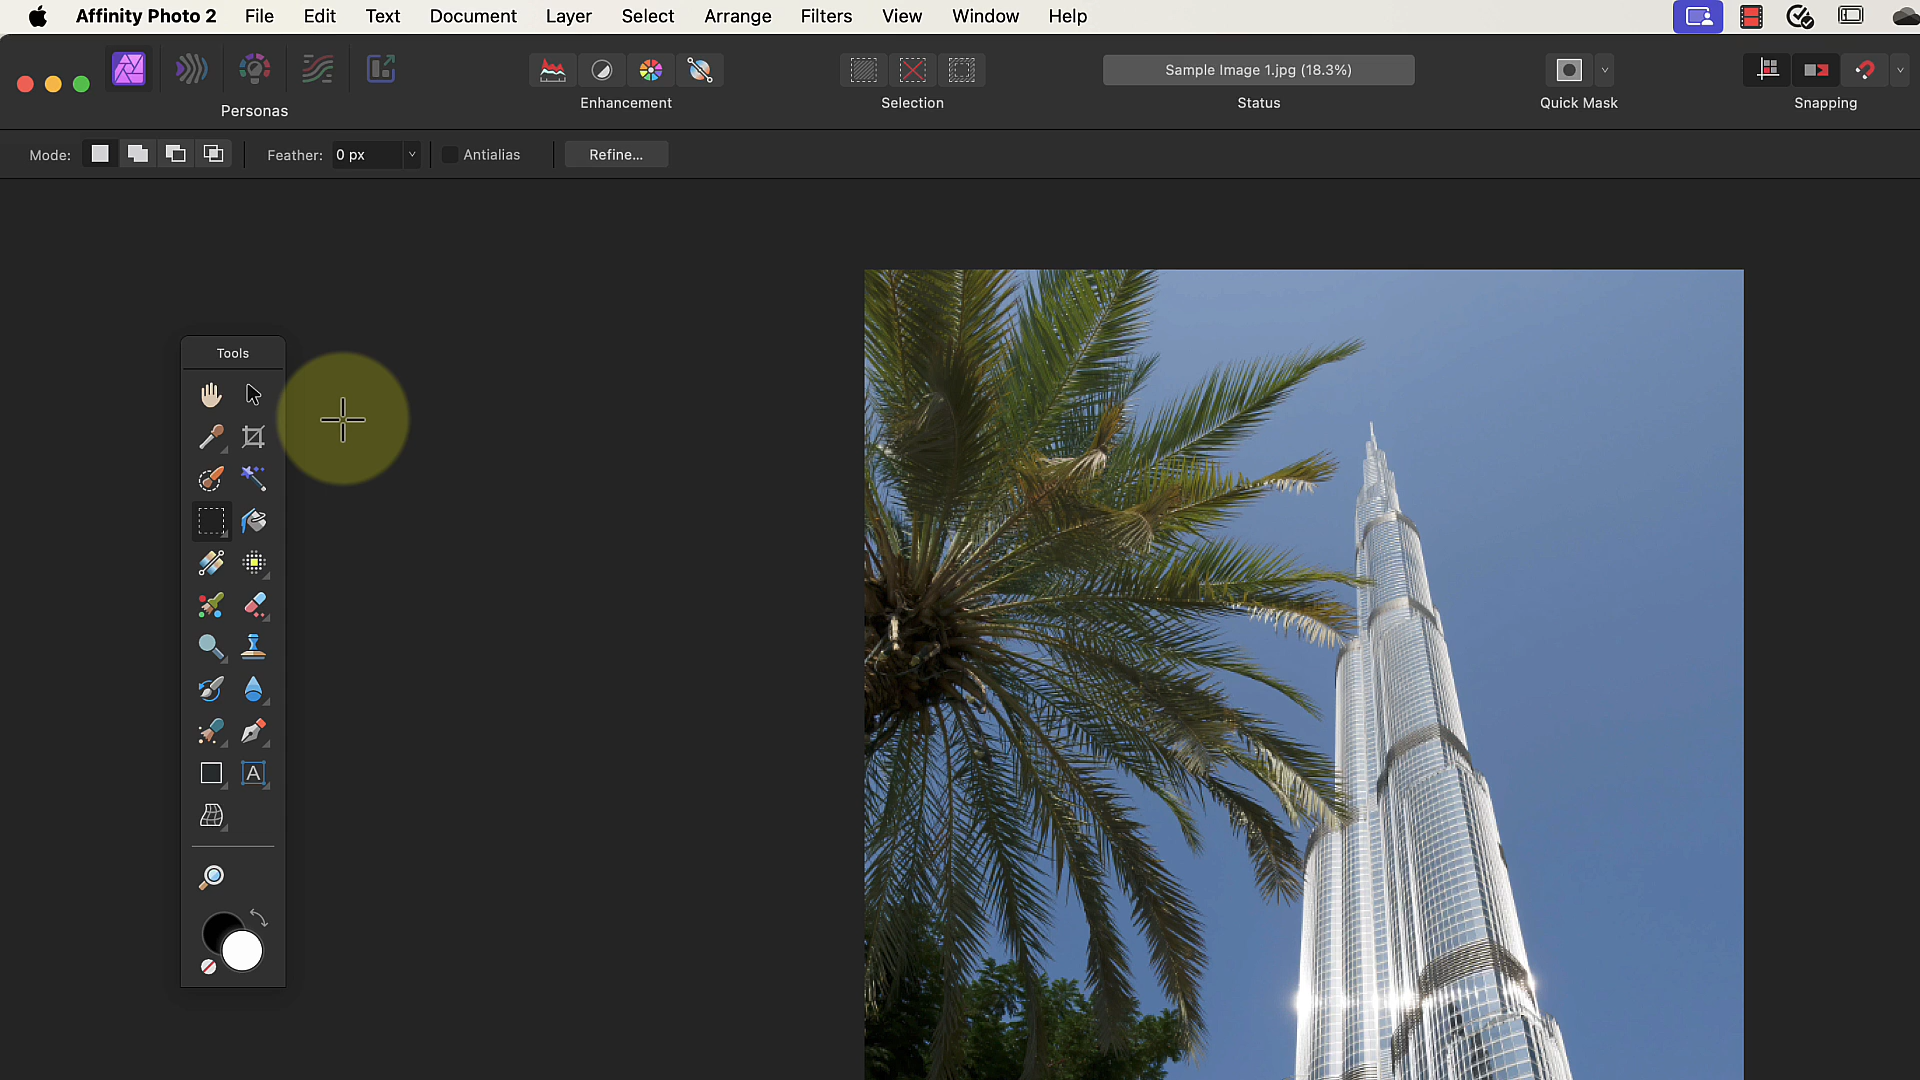 Affinity Photo 2 File Edit Text Document Layer Select Arrange Filters View Window Help
Sample Image 1.jpg (18.3%)
Personas Enhancement Selection Status Quick Mask Snapping
Mode: Feather: 0 px Antialias Refine...
Tools
A